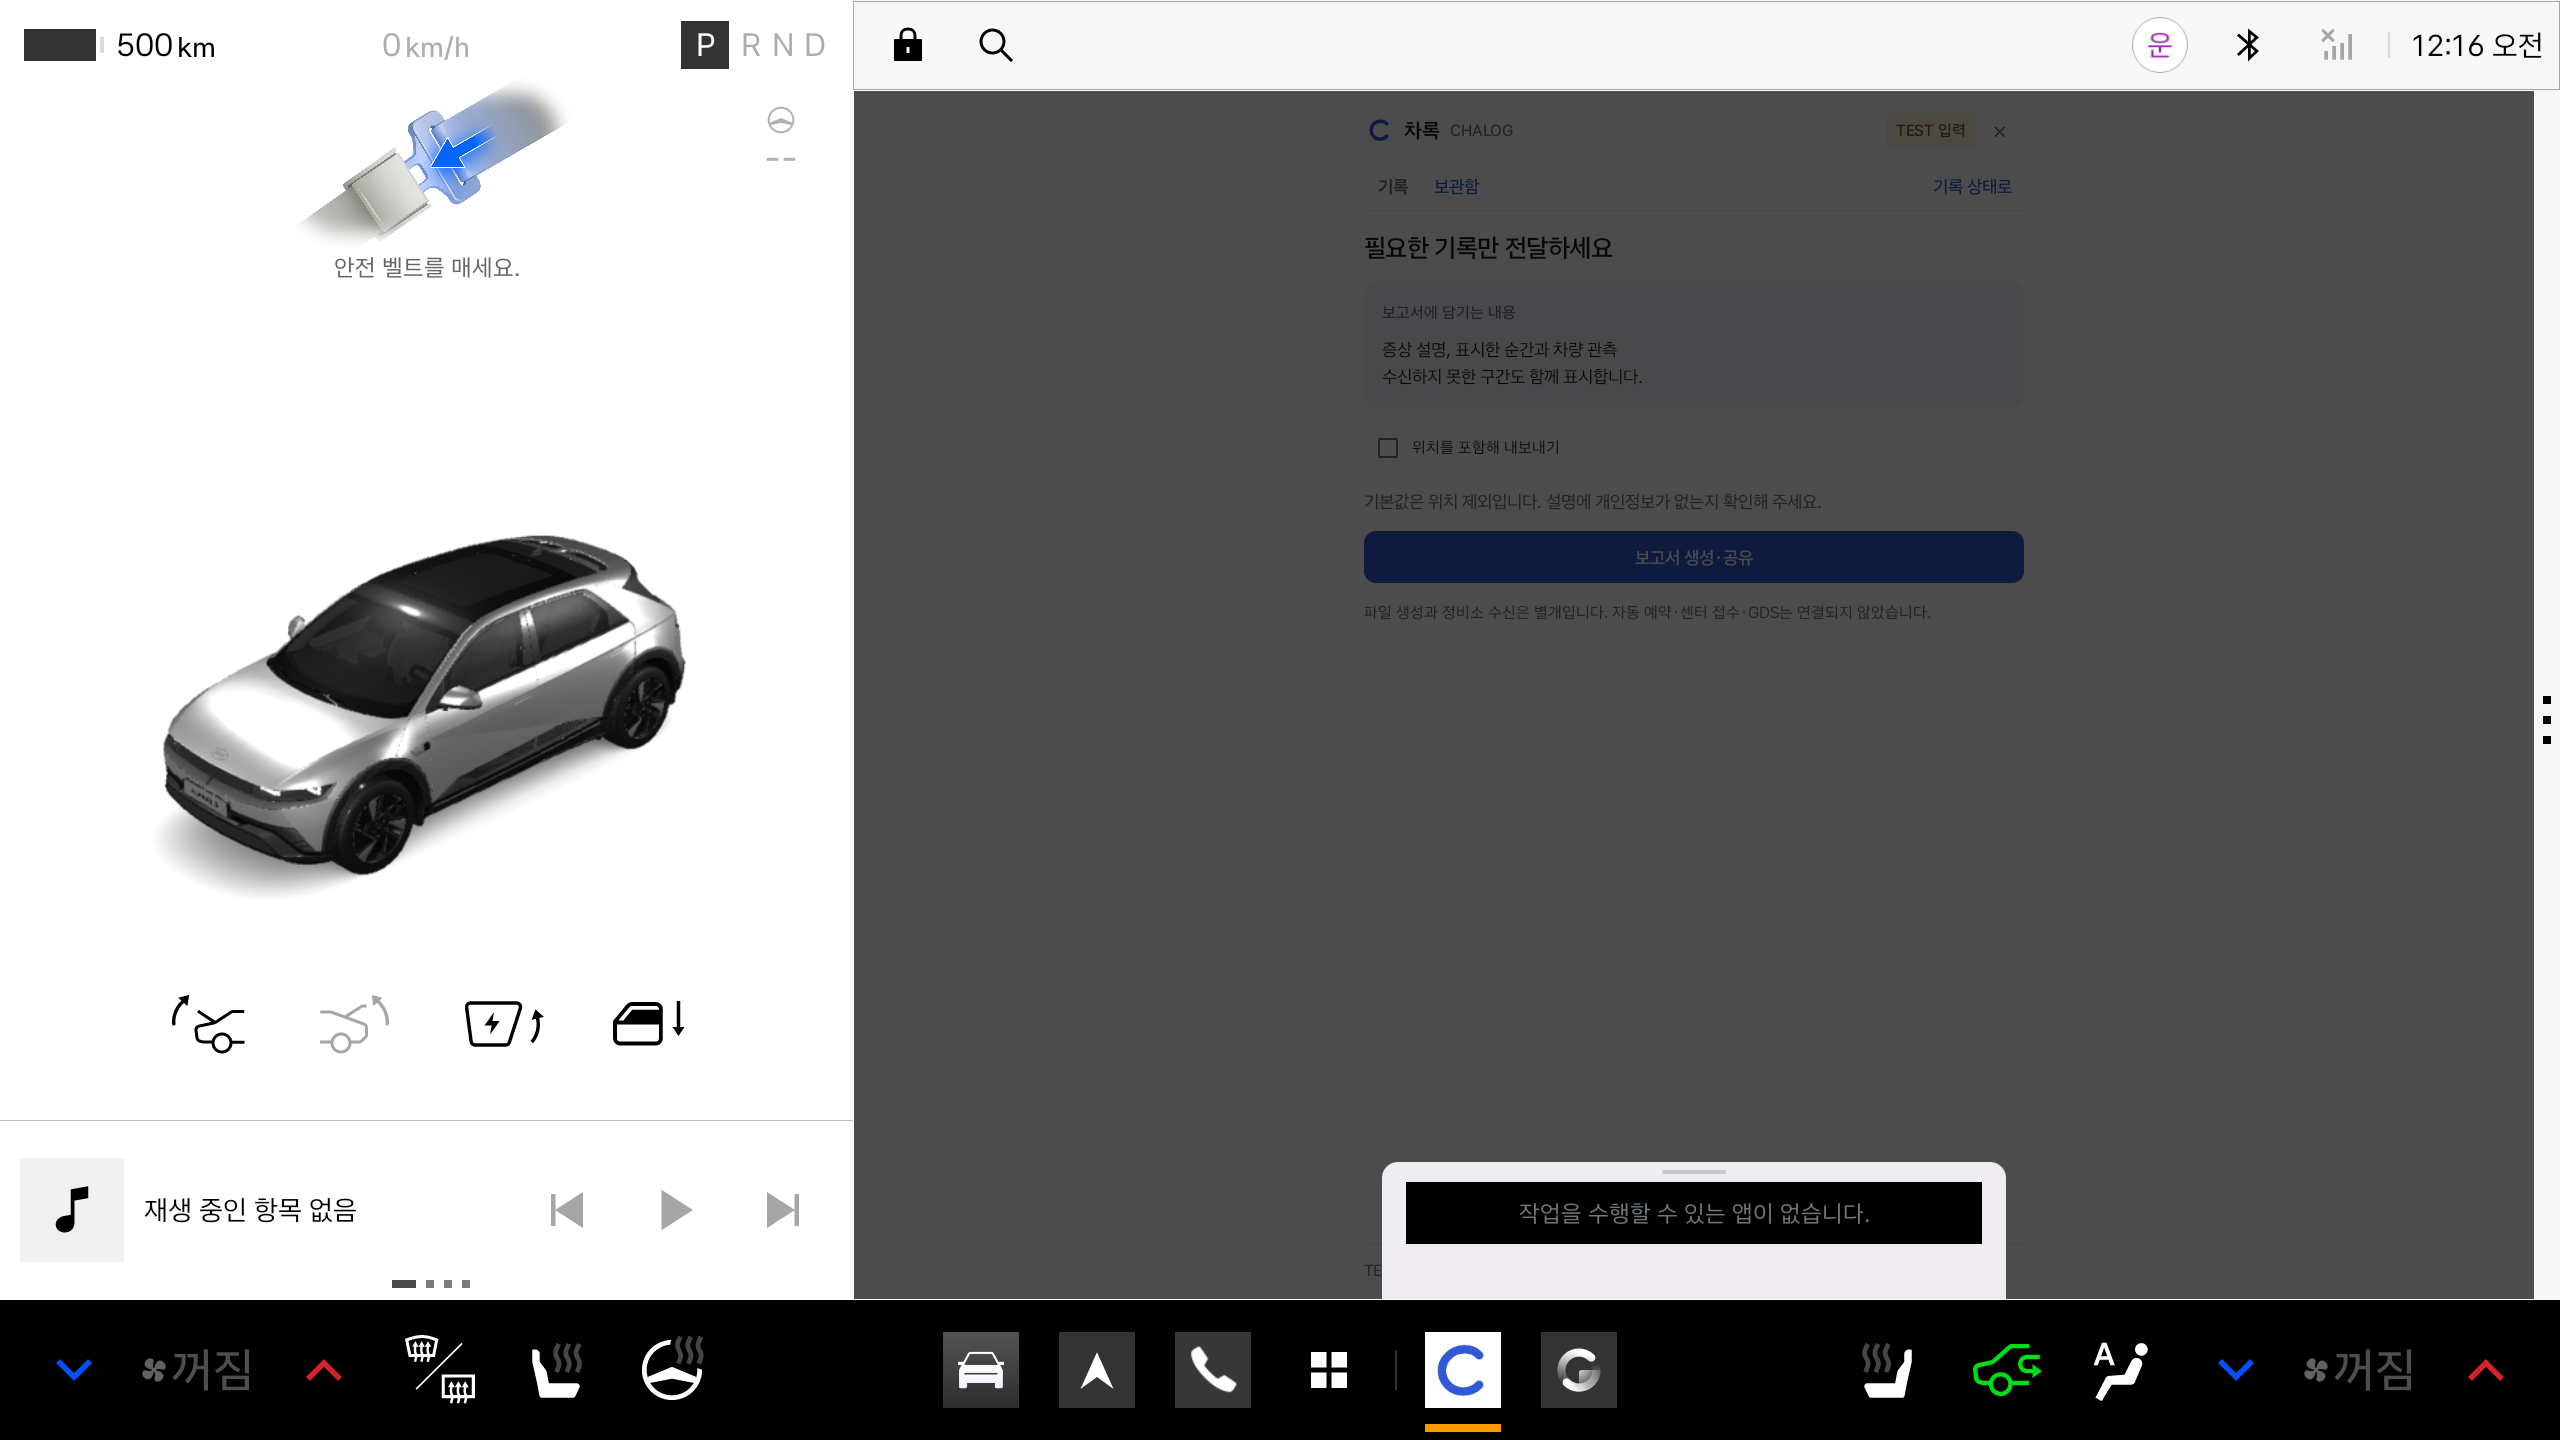 500 km
0 km/h
P R N D
안전 벨트를 매세요.
재생 중인 항목 없음
운
12:16 오전
차록 CHALOG
TEST 입력
기록 보관함
기록 상태로
필요한 기록만 전달하세요
보고서에 담기는 내용
증상 설명, 표시한 순간과 차량 관측
수신하지 못한 구간도 함께 표시합니다.
위치를 포함해 내보내기
기본값은 위치 제외입니다. 설명에 개인정보가 없는지 확인해 주세요.
보고서 생성·공유
파일 생성과 정비소 수신은 별개입니다. 자동 예약·센터 접수·GDS는 연결되지 않았습니다.
작업을 수행할 수 있는 앱이 없습니다.
TE
꺼짐
A
꺼짐